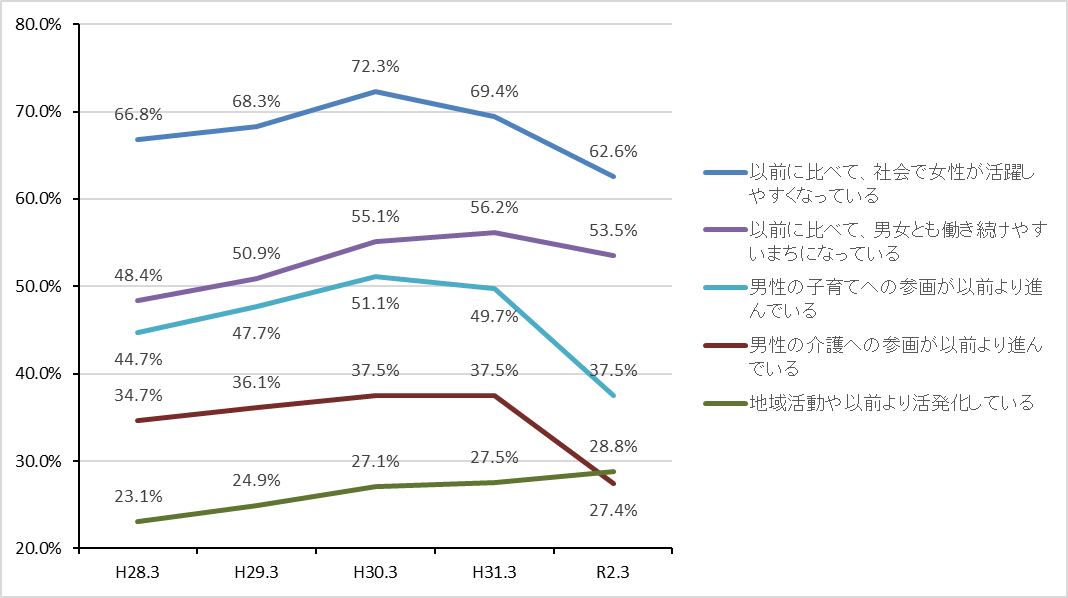 80.0%
70.0%
60.0%
50.0%
40.0%
30.0%
20.0%
66.8%
68.3%
72.3%
69.4%
62.6%
48.4%
50.9%
55.1%
56.2%
53.5%
44.7%
47.7%
51.1%
49.7%
37.5%
34.7%
36.1%
37.5%
37.5%
27.4%
23.1%
24.9%
27.1%
27.5%
28.8%
H28.3
H29.3
H30.3
H31.3
R2.3
以前に比べて、社会で女性が活躍し
やすくなっている
以前に比べて、男女とも働き続けやす
いまちになっている
男性の子育てへの参画が以前より進
んでいる
男性の介護への参画が以前より進ん
でいる
地域活動や以前より活発化している